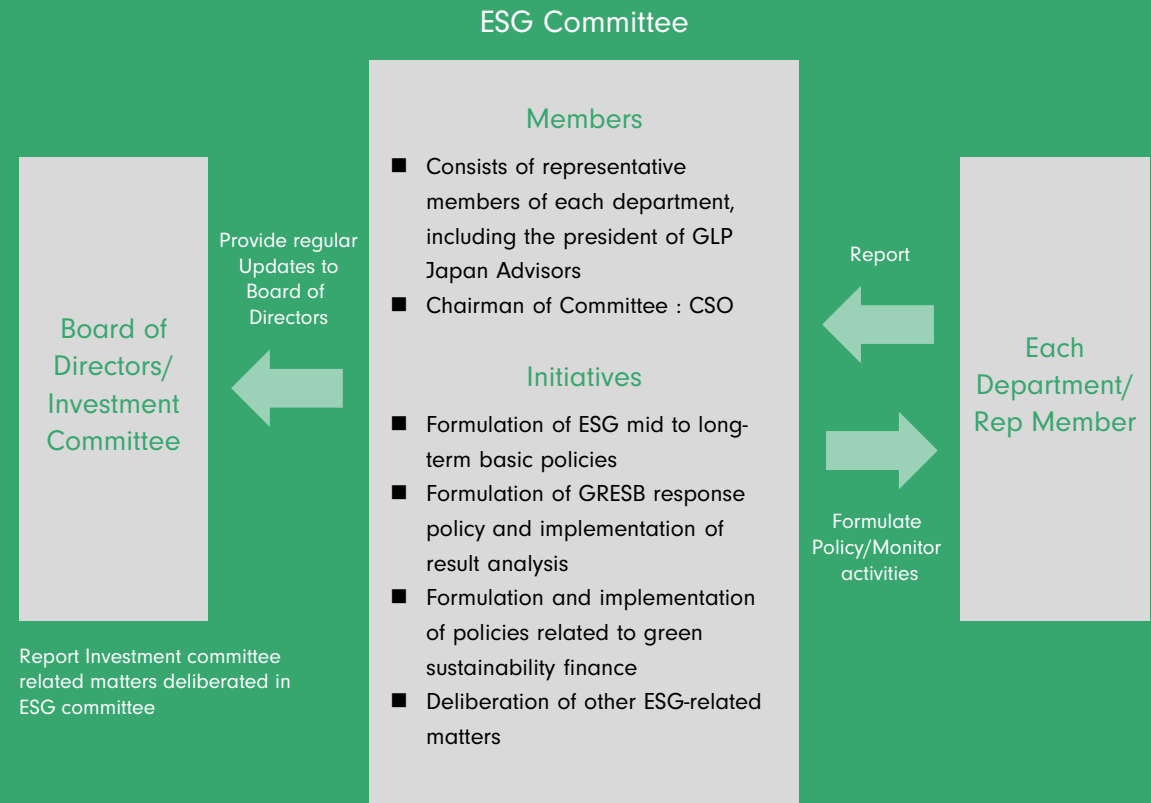 ESG Committee
Board of
Directors/
Investment
Committee
Report Investment committee
related matters deliberated in
ESG committee
Provide regular
Updates to
Board of
Directors
Members
■ Consists of representative
members of each department,
including the president of GLP
Japan Advisors
■ Chairman of Committee : CSO
Initiatives
■ Formulation of ESG mid to long-
term basic policies
■ Formulation of GRESB response
policy and implementation of
result analysis
■ Formulation and implementation
of policies related to green
sustainability finance
■ Deliberation of other ESG-related
matters
Report
Formulate
Policy/Monitor
activities
Each
Department/
Rep Member